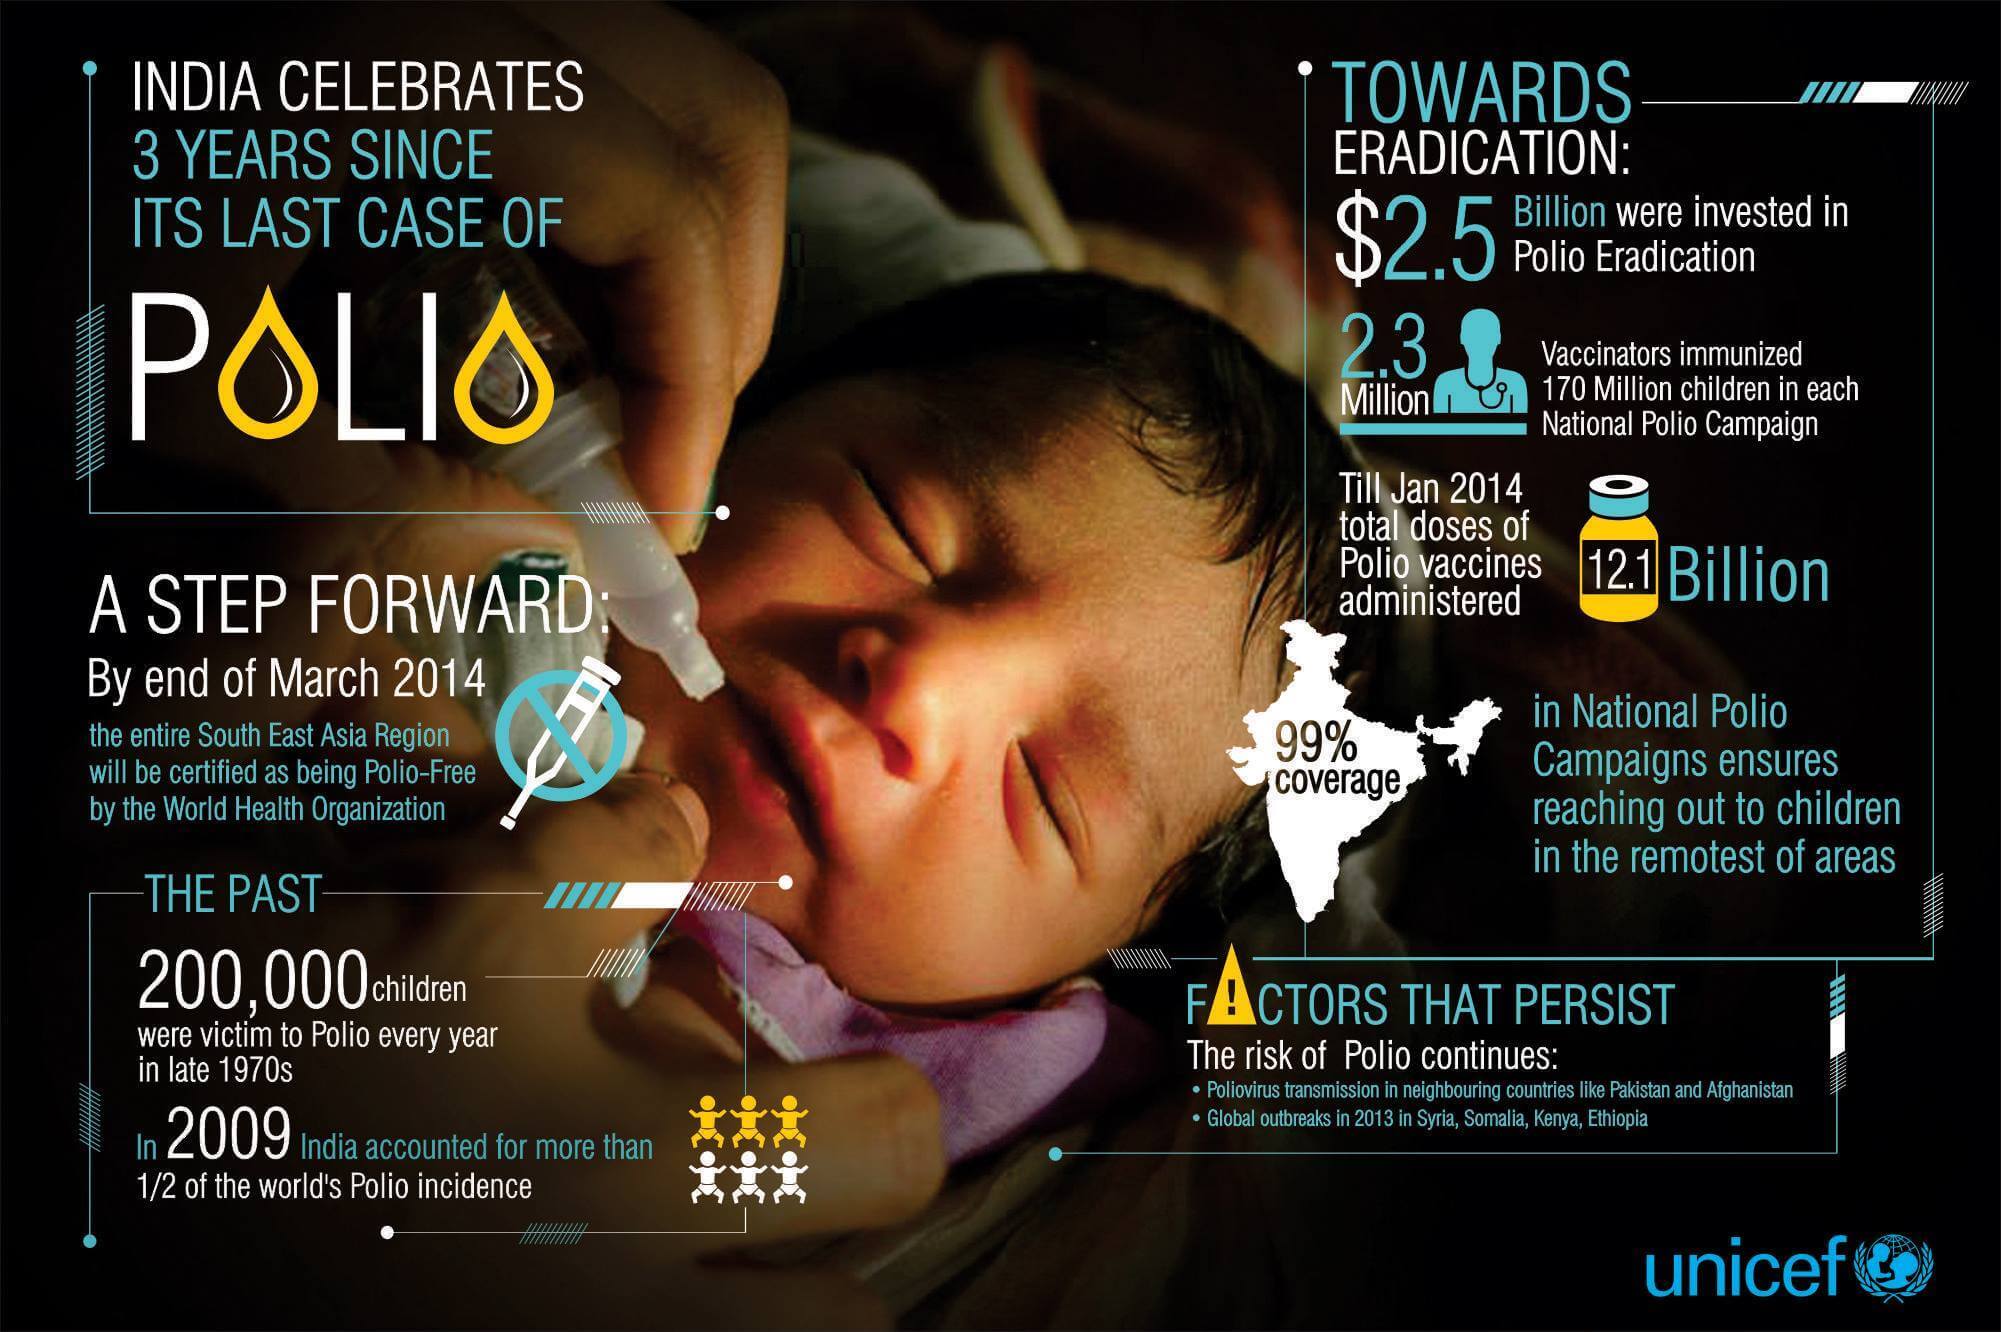 INDIA CELEBRATES
3 YEARS SINCE
ITS LAST CASE OF
POLIO
A STEP FORWARD:
By end of March 2014
the entire South East Asia Region
will be certified as being Polio-Free
by the World Health Organization
THE PAST
200,000 children
were victim to Polio every year
in late 1970s
In 2009 India accounted for more than
1/2 of the world's Polio incidence
TOWARDS
ERADICATION:
$2.5 Billion were invested in
Polio Eradication
2.3
Million
Vaccinators immunized
170 Million children in each
National Polio Campaign
Till Jan 2014
total doses of
Polio vaccines
administered
12.1 Billion
99%
coverage
in National Polio
Campaigns ensures
reaching out to children
in the remotest of areas
FACTORS THAT PERSIST
The risk of Polio continues:
• Poliovirus transmission in neighbouring countries like Pakistan and Afghanistan
• Global outbreaks in 2013 in Syria, Somalia, Kenya, Ethiopia
unicef